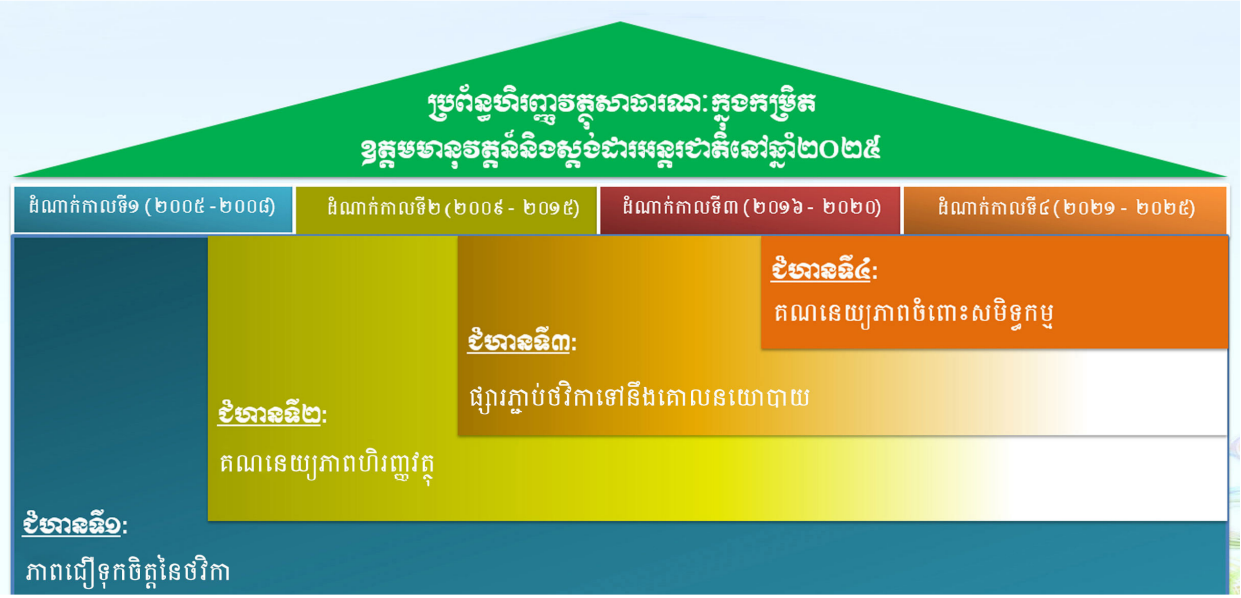 ប្រព័ន្ធហិរញ្ញវត្ថុសាធារណៈក្នុងកម្រិត
ឧត្តមមានុវត្តន៍និងស្តង់ដារអន្តរជាតិនៅឆ្នាំ២០២៥
ដំណាក់កាលទី១ (២០០៥ -២០០៨)
ដំណាក់កាលទី២ (២០០៩ - ២០១៥)
ដំណាក់កាលទី៣ (២០១៦ - ២០២០)
ដំណាក់កាលទី៤ (២០២១ - ២០២៥)
ជំហានទី៤:
គណនេយ្យភាពចំពោះសមិទ្ធកម្ម
ជំហានទី៣:
ផ្សារភ្ជាប់ថវិកាទៅនឹងគោលនយោបាយ
ជំហានទី២:
គណនេយ្យភាពហិរញ្ញវត្ថុ
ជំហានទី១:
ភាពជឿទុកចិត្តនៃថវិកា